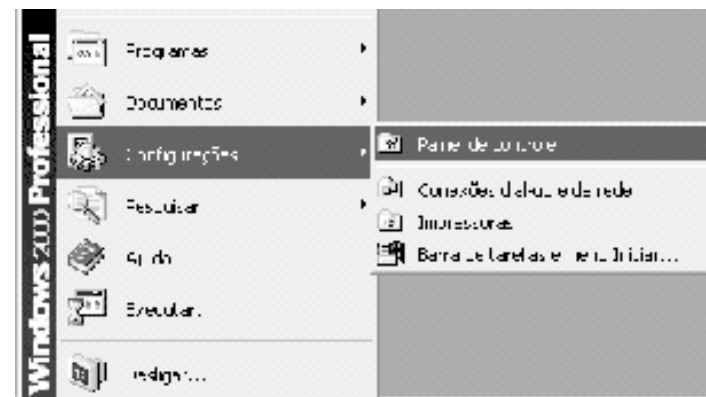 Windows 2000 Professional
Programas
Documentos
Configurações
Pesquisar
Ajuda
Executar...
Desligar...
Painel de controle
Conexões dial-up e de rede
Impressoras
Barra de tarefas e menu Iniciar...